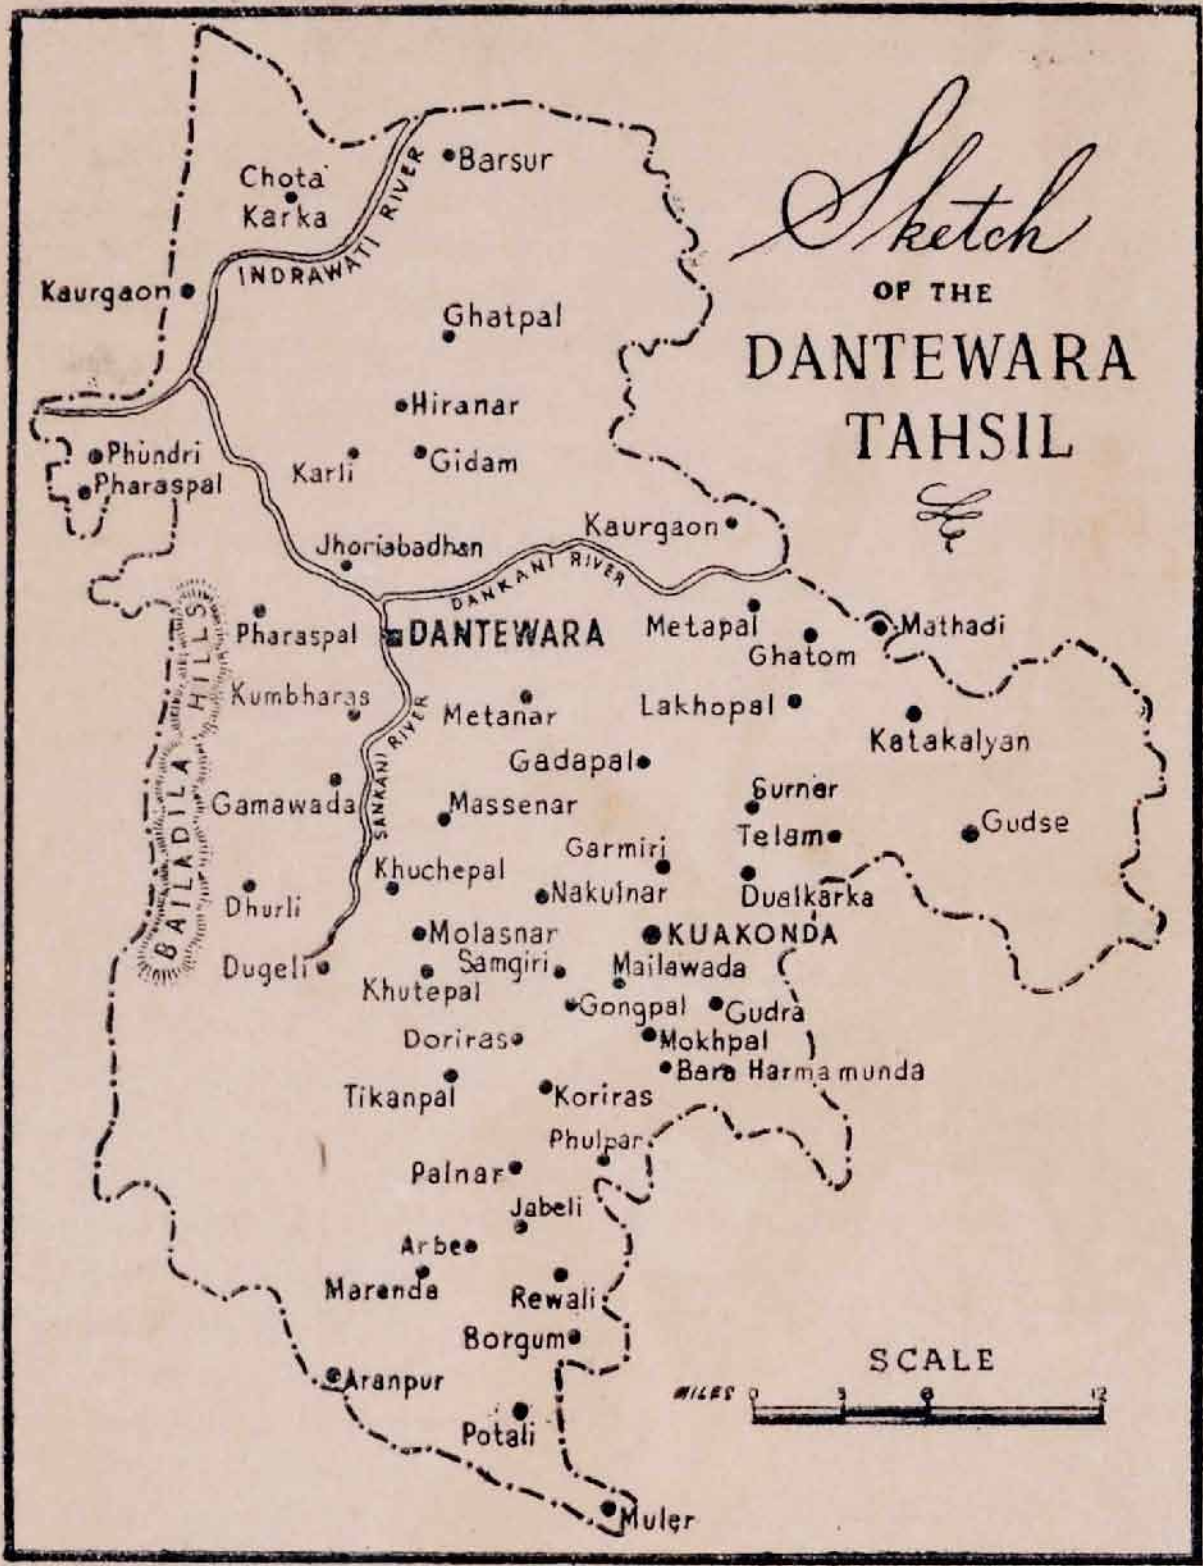 Sketch
OF THE
DANTEWARA
TAHSIL
Barsur
Chota
Karka
INDRAWATI RIVER
Kaurgaon
Ghatpal
Hiranar
Phundri
Karli
Gidam
Pharaspal
Kaurgaon
Jhoriabadhan
DANKANI RIVER
Pharaspal
DANTEWARA
Metapal
Mathadi
Ghatom
BAILADILA HILLS
Kumbharas
Metanar
Lakhopal
SANKANI RIVER
Katakalyan
Gadapal
Gamawada
Massenar
Surnar
Telam
Gudse
Garmiri
Khuchepal
Nakulnar
Dualkarka
Dhurli
Molasnar
KUAKONDA
Dugeli
Samgiri
Mailawada
Khutepal
Gongpal
Gudra
Doriras
Mokhpal
Bara Harmamunda
Tikanpal
Koriras
Phulpar
Palnar
Jabeli
Arbe
Marenda
Rewali
Borgum
Aranpur
Potali
Muler
SCALE
MILES 0 3 6 12